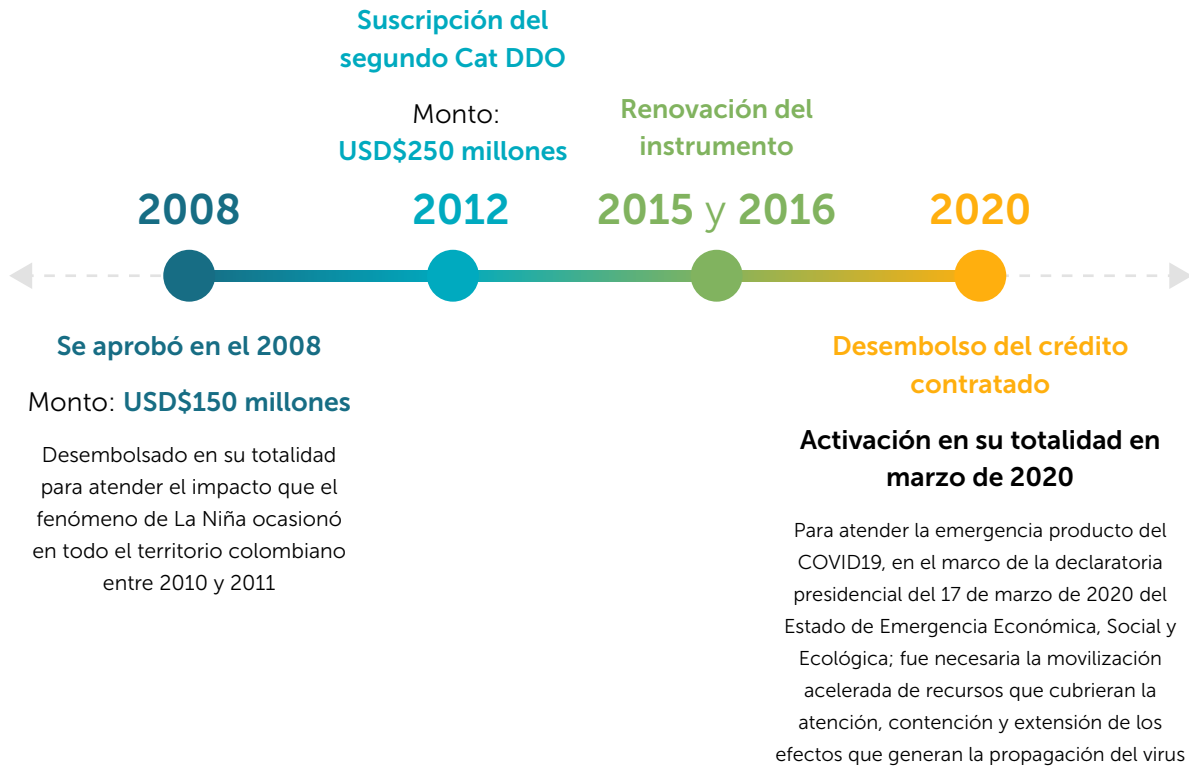 Suscripción del
segundo Cat DDO
Monto:
USD$250 millones
Renovación del
instrumento
2008
2012
2015 y 2016
2020
Se aprobó en el 2008
Monto: USD$150 millones
Desembolsado en su totalidad
para atender el impacto que el
fenómeno de La Niña ocasionó
en todo el territorio colombiano
entre 2010 y 2011
Desembolso del crédito
contratado
Activación en su totalidad en
marzo de 2020
Para atender la emergencia producto del
COVID19, en el marco de la declaratoria
presidencial del 17 de marzo de 2020 del
Estado de Emergencia Económica, Social y
Ecológica; fue necesaria la movilización
acelerada de recursos que cubrieran la
atención, contención y extensión de los
efectos que generan la propagación del virus